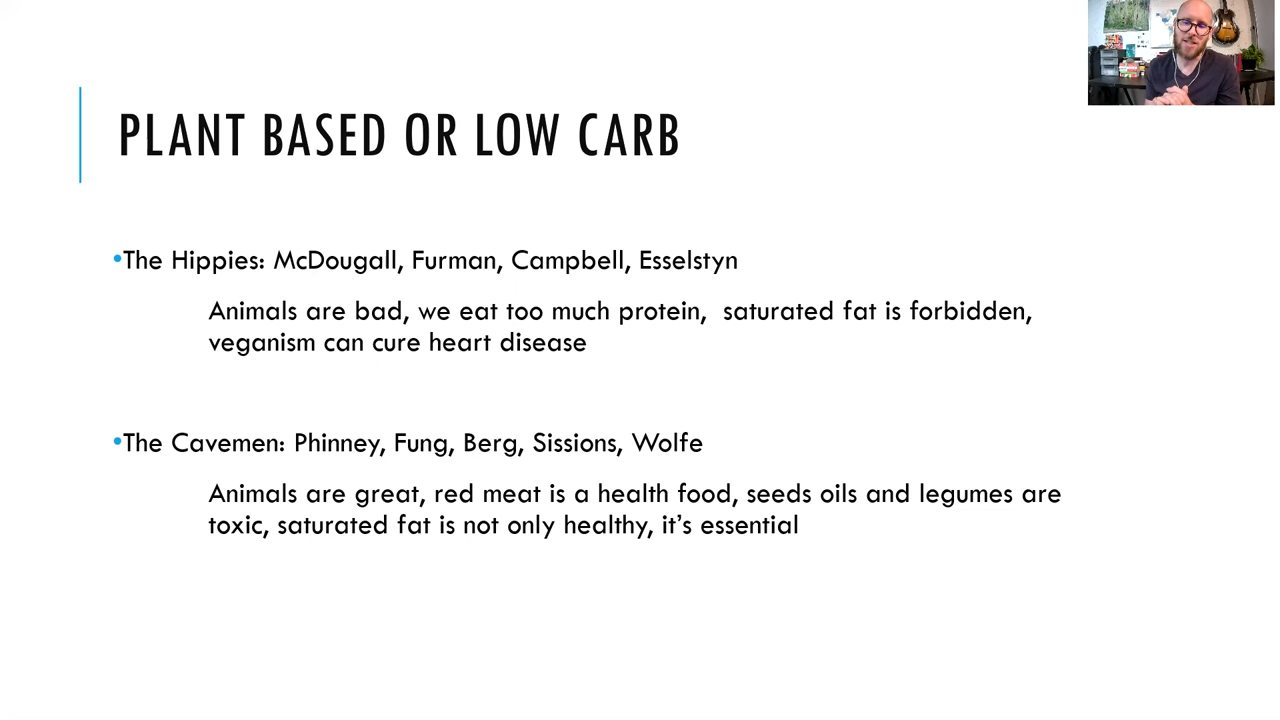 PLANT BASED OR LOW CARB
•The Hippies: McDougall, Furman, Campbell, Esselstyn
Animals are bad, we eat too much protein, saturated fat is forbidden,
veganism can cure heart disease
•The Cavemen: Phinney, Fung, Berg, Sissions, Wolfe
Animals are great, red meat is a health food, seeds oils and legumes are
toxic, saturated fat is not only healthy, it’s essential